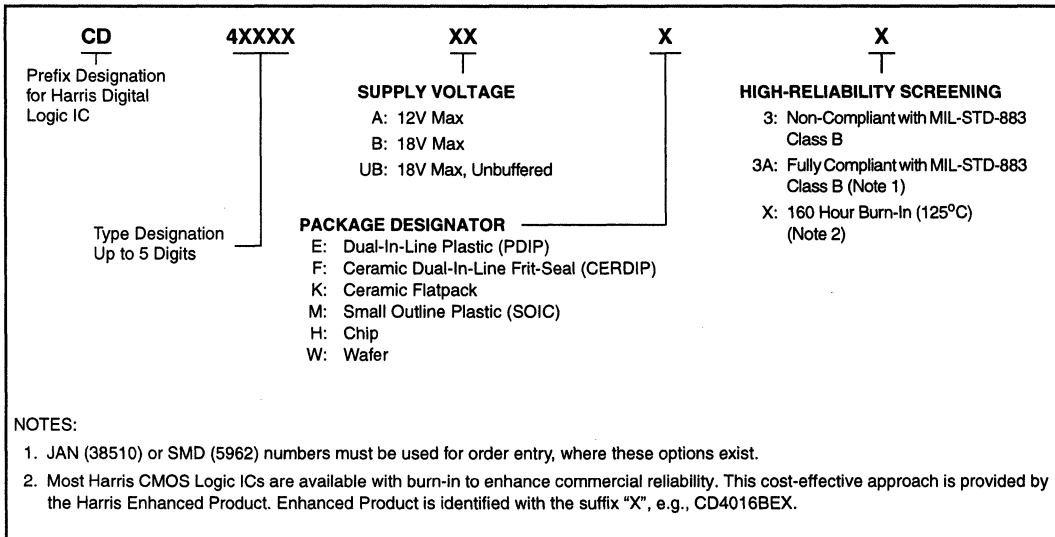 CD 4XXXX XX X X
Prefix Designation
for Harris Digital
Logic IC
Type Designation
Up to 5 Digits
SUPPLY VOLTAGE
A: 12V Max
B: 18V Max
UB: 18V Max, Unbuffered
PACKAGE DESIGNATOR
E: Dual-In-Line Plastic (PDIP)
F: Ceramic Dual-In-Line Frit-Seal (CERDIP)
K: Ceramic Flatpack
M: Small Outline Plastic (SOIC)
H: Chip
W: Wafer
HIGH-RELIABILITY SCREENING
3: Non-Compliant with MIL-STD-883
Class B
3A: Fully Compliant with MIL-STD-883
Class B (Note 1)
X: 160 Hour Burn-In (125°C)
(Note 2)
NOTES:
1. JAN (38510) or SMD (5962) numbers must be used for order entry, where these options exist.
2. Most Harris CMOS Logic ICs are available with burn-in to enhance commercial reliability. This cost-effective approach is provided by
the Harris Enhanced Product. Enhanced Product is identified with the suffix “X”, e.g., CD4016BEX.